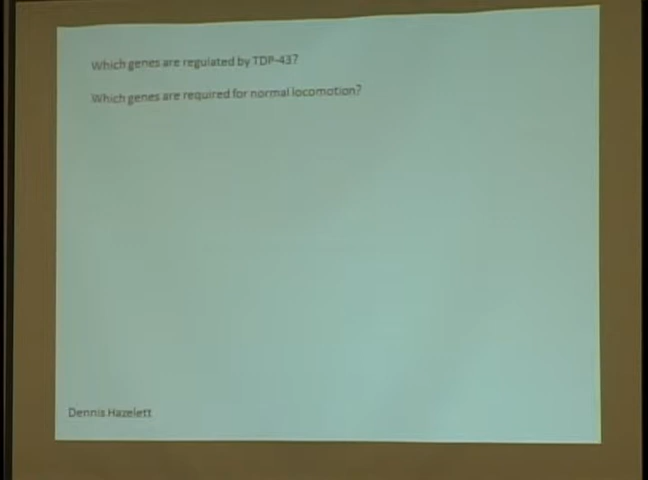 Which genes are regulated by TDP-43?
Which genes are required for normal locomotion?
Dennis Hazelett